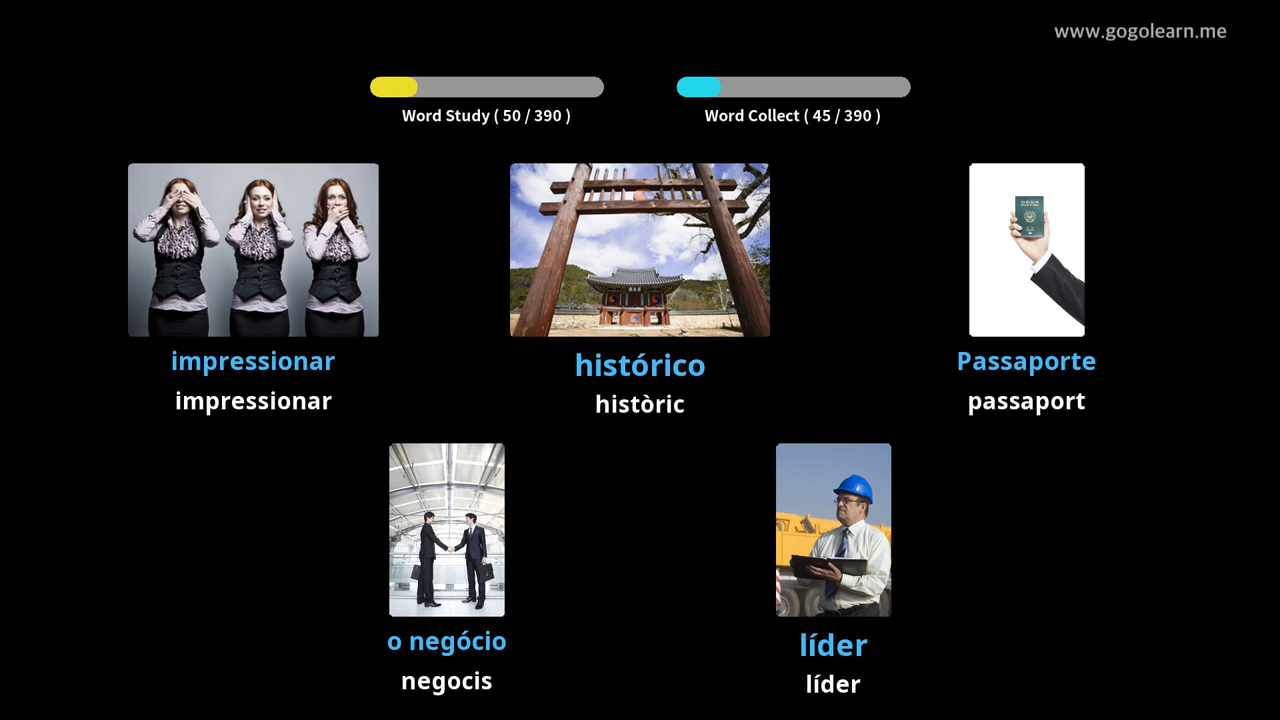 www.gogolearn.me
Word Study ( 50 / 390 )
Word Collect ( 45 / 390 )
impressionar
impressionar
histórico
històric
Passaporte
passaport
o negócio
negocis
líder
líder